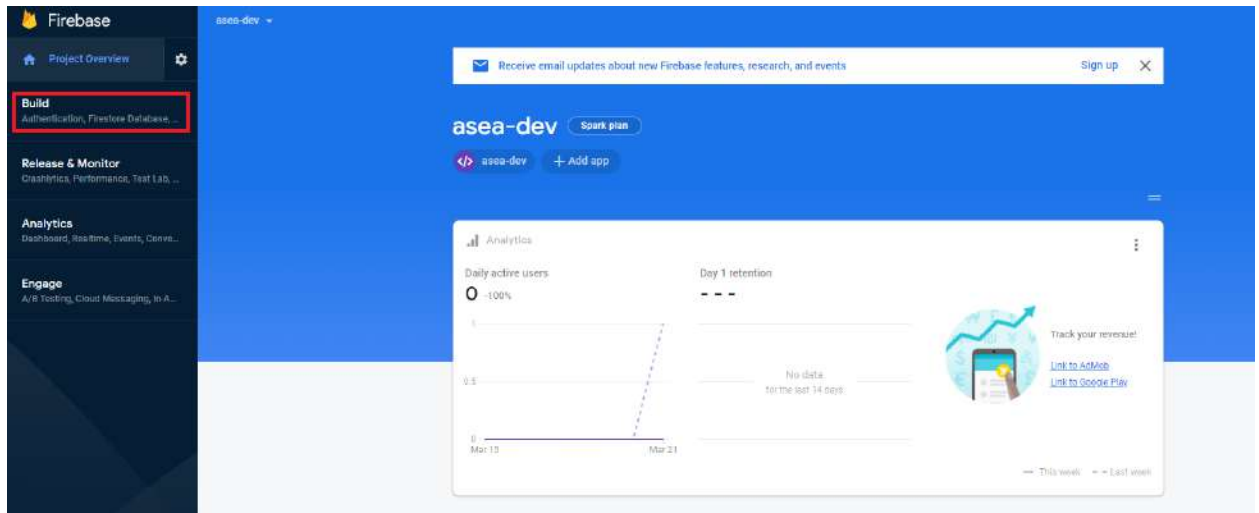 Firebase
asea-dev
Project Overview
Receive email updates about new Firebase features, research, and events
Sign up
Build
Authentication, Firestore Database, ...
asea-dev
Spark plan
asea-dev
+ Add app
Release & Monitor
Crashlytics, Performance, Test Lab, ...
Analytics
Dashboard, Realtime, Events, Conve...
Engage
A/B Testing, Cloud Messaging, In-A...
Analytics
Daily active users
0 -100%
Day 1 retention
---
1
0.5
0
Mar 15
Mar 21
No data
for the last 14 days
Track your revenue!
Link to AdMob
Link to Google Play
This week
Last week